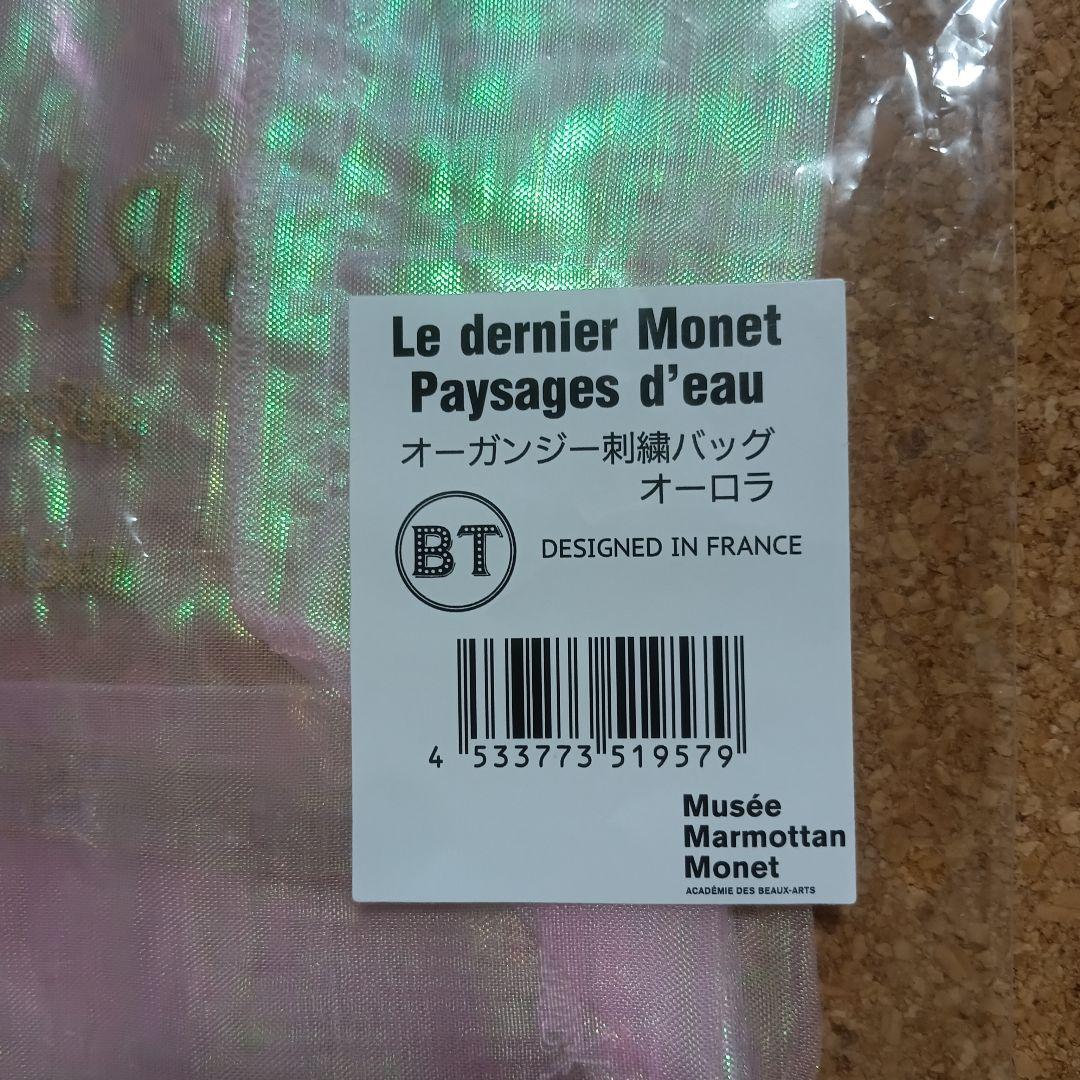 Le dernier Monet
Paysages d'eau
オーガンジー刺繍バッグ
オーロラ
BT
DESIGNED IN FRANCE
4 533773 519579
Musée
Marmottan
Monet
ACADÉMIE DES BEAUX-ARTS